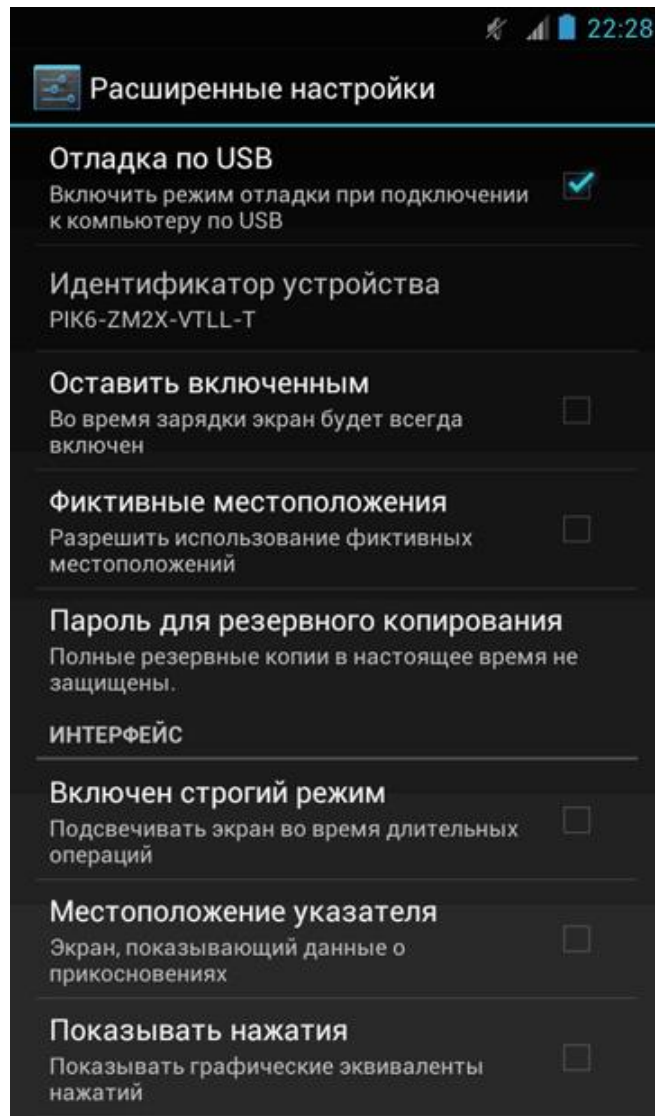 22:28
Расширенные настройки
Отладка по USB
Включить режим отладки при подключении
к компьютеру по USB
Идентификатор устройства
PIK6-ZM2X-VTLL-T
Оставить включенным
Во время зарядки экран будет всегда
включен
Фиктивные местоположения
Разрешить использование фиктивных
местоположений
Пароль для резервного копирования
Полные резервные копии в настоящее время не
защищены.
ИНТЕРФЕЙС
Включен строгий режим
Подсвечивать экран во время длительных
операций
Местоположение указателя
Экран, показывающий данные о
прикосновениях
Показывать нажатия
Показывать графические эквиваленты
нажатий